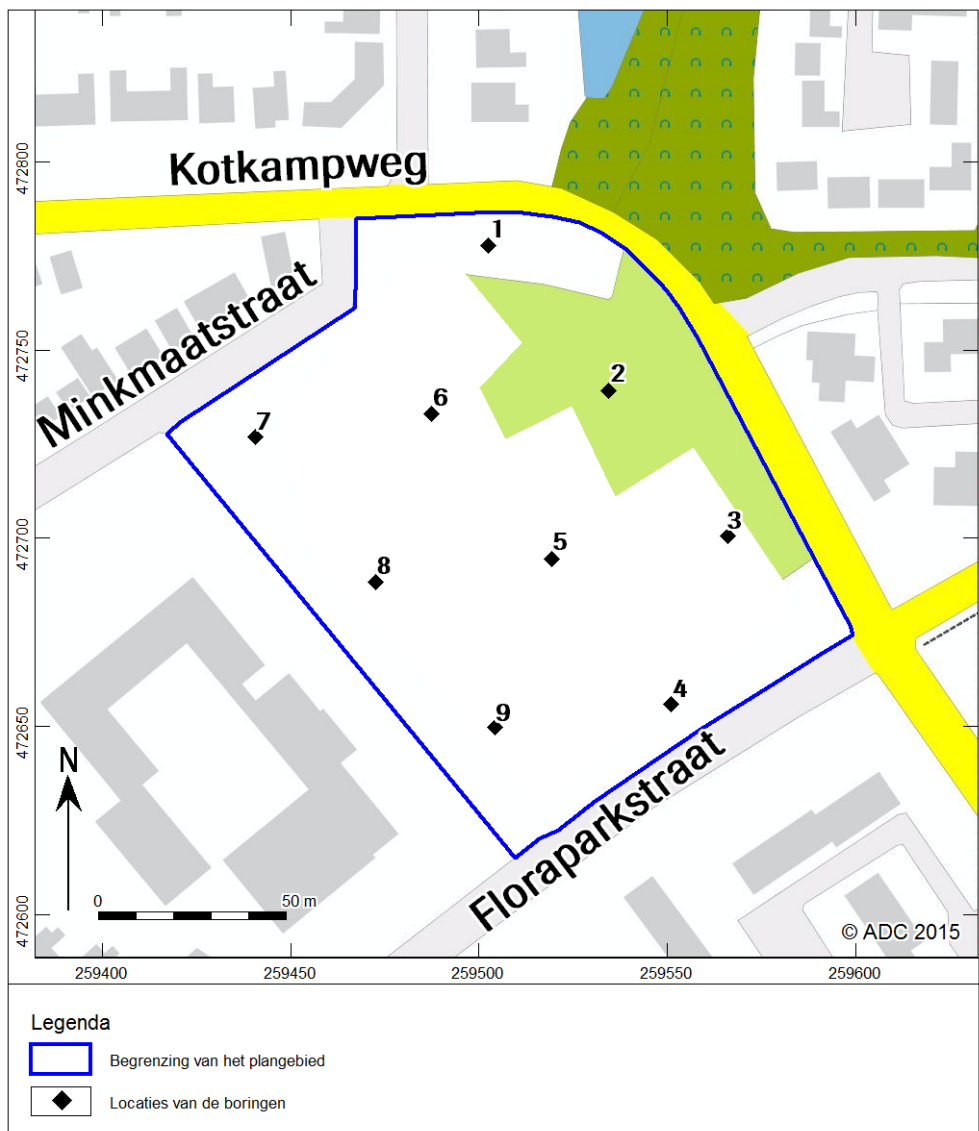 Kotkampweg
472800
1
Minkmaatstraat
472750
2
6
7
3
472700
5
8
4
472650
9
N
Floraparkstraat
0 50 m
472600
© ADC 2015
259400 259450 259500 259550 259600
Legenda
Begrenzing van het plangebied
Locaties van de boringen